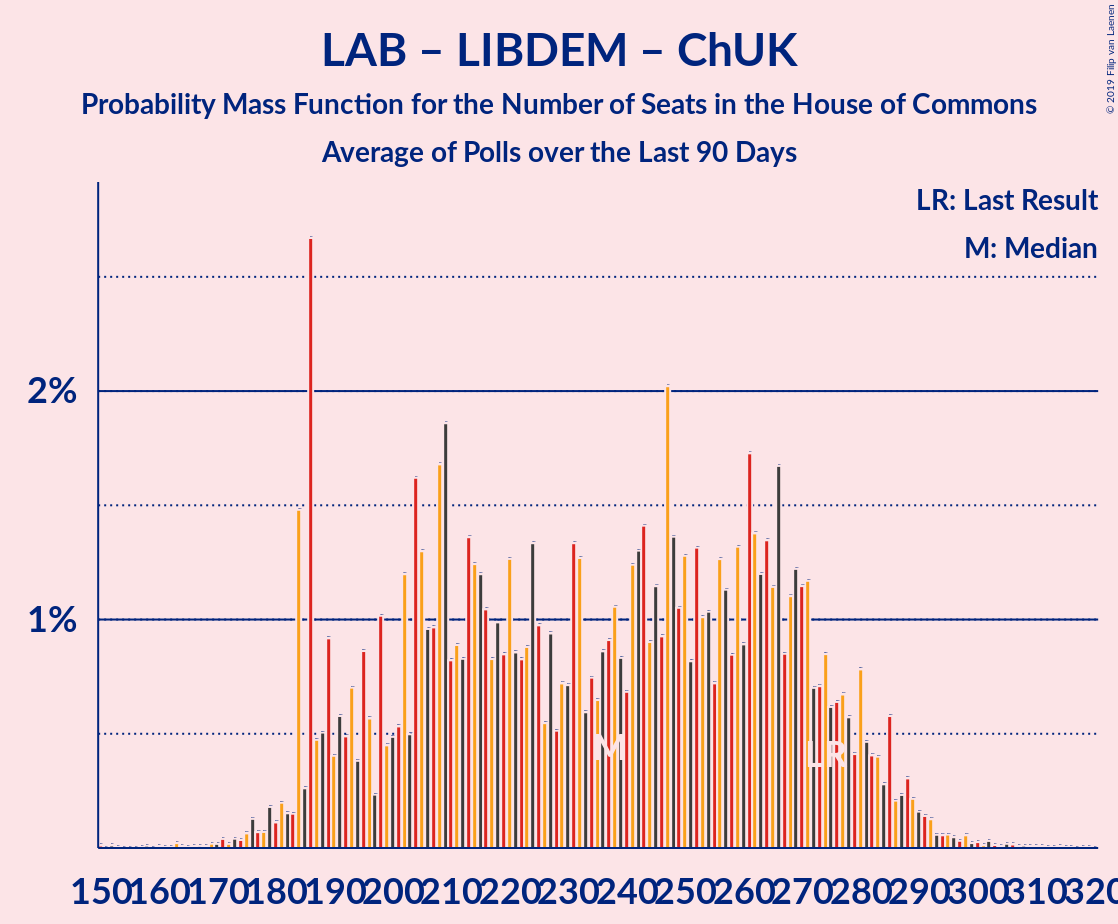 LAB – LIBDEM – ChUK
Probability Mass Function for the Number of Seats in the House of Commons
Average of Polls over the Last 90 Days
© 2019 Filip van Laenen
LR: Last Result
M: Median
2%
1%
M
LR
150 160 170 180 190 200 210 220 230 240 250 260 270 280 290 300 310 320